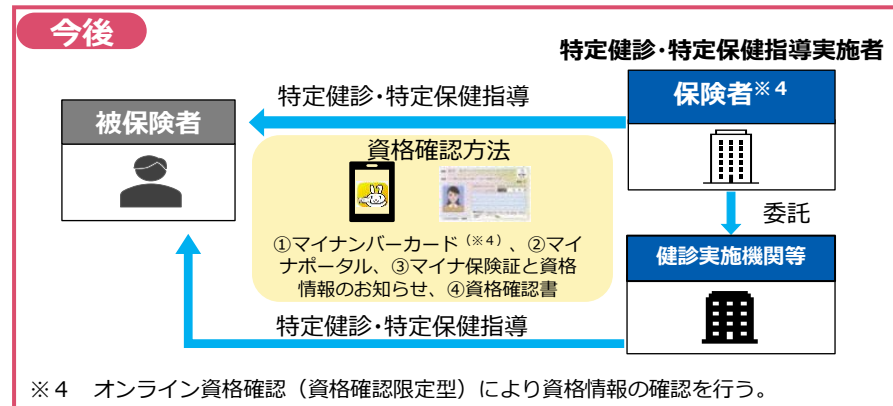 今後
特定健診・特定保健指導実施者
保険者※４
特定健診・特定保健指導
被保険者
資格確認方法
①マイナンバーカード（※４）、②マイ
ナポータル、③マイナ保険証と資格
情報のお知らせ、④資格確認書
委託
健診実施機関等
特定健診・特定保健指導
※４　オンライン資格確認（資格確認限定型）により資格情報の確認を行う。